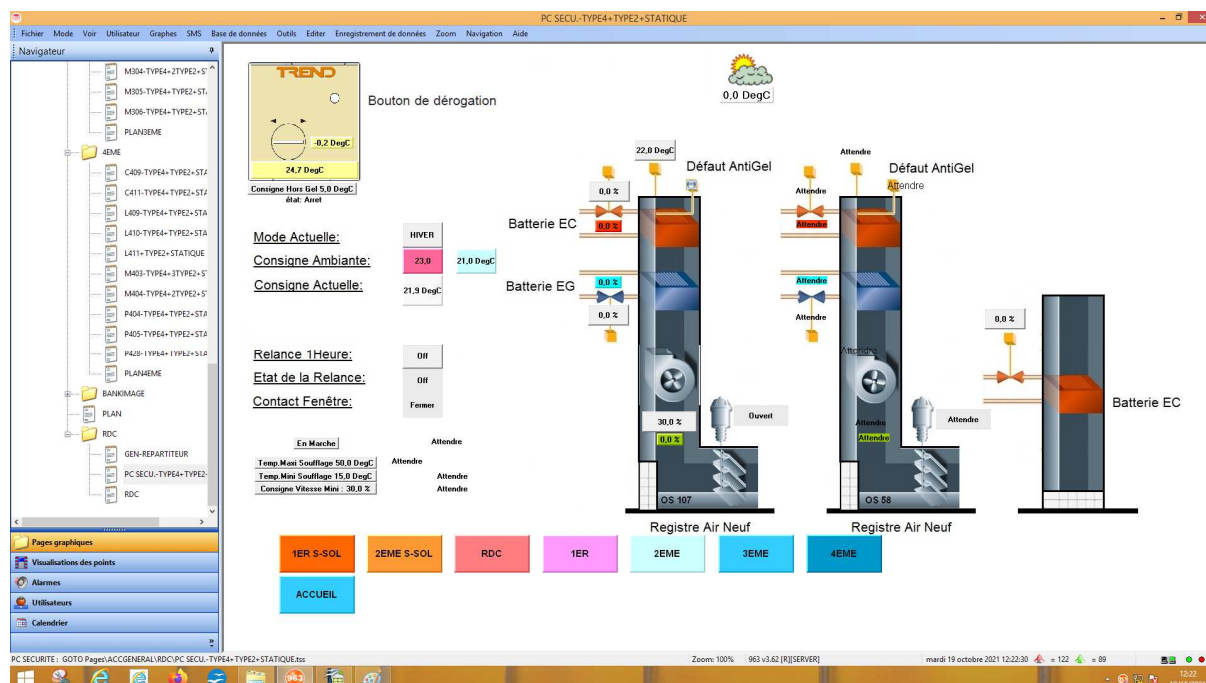 PC SECU.-TYPE4+TYPE2+STATIQUE
Fichier Mode Voir Utilisateur Graphes SMS Base de données Outils Editer Enregistrement de données Zoom Navigation Aide
Navigateur
M304-TYPE4+2TYPE2+S
M305-TYPE4+TYPE2+ST
M306-TYPE4+TYPE2+ST
PLAN3EME
4EME
C409-TYPE4+TYPE2+STA
C411-TYPE4+TYPE2+STA
L409-TYPE4+TYPE2+STA
L410-TYPE4+TYPE2+STA
L411+TYPE2+STATIQUE
M403-TYPE4+3TYPE2+S
M404-TYPE4+2TYPE2+S
P404-TYPE4+TYPE2+STA
P405-TYPE4+TYPE2+STA
P428-TYPE4+TYPE2+STA
PLAN4EME
BANKIMAGE
PLAN
RDC
GEN-REPARTITEUR
PC SECU.-TYPE4+TYPE2-
RDC
Pages graphiques
Visualisations des points
Alarmes
Utilisateurs
Calendrier
TREND
Bouton de dérogation
-0,2 DegC
24,7 DegC
Consigne Hors Gel 5,0 DegC
état: Arret
Mode Actuelle: HIVER
Consigne Ambiante: 23,0 21,0 DegC
Consigne Actuelle: 21,9 DegC
Relance 1Heure: Off
Etat de la Relance: Off
Contact Fenêtre: Fermer
En Marche Attendre
Temp.Maxi Soufflage 50,0 DegC Attendre
Temp.Mini Soufflage 15,0 DegC Attendre
Consigne Vitesse Mini : 30,0 % Attendre
0,0 DegC
22,0 DegC
Défaut AntiGel
0,0 %
Batterie EC
0,0 %
Batterie EG
0,0 %
0,0 %
30,0 %
0,0 %
Ouvert
OS 107
Registre Air Neuf
Attendre
Défaut AntiGel
Attendre
Attendre
Attendre
Attendre
Attendre
Attendre
Attendre
Attendre
Attendre
OS 58
Registre Air Neuf
0,0 %
Batterie EC
1ER S-SOL 2EME S-SOL RDC 1ER 2EME 3EME 4EME
ACCUEIL
PC SECURITE : GOTO Pages\ACCGENERAL\RDC\PC SECU.-TYPE4+TYPE2+STATIQUE.tss Zoom: 100% 963 v3.62 [R][SERVER] mardi 19 octobre 2021 12:22:30 = 122 = 89
963
12:22